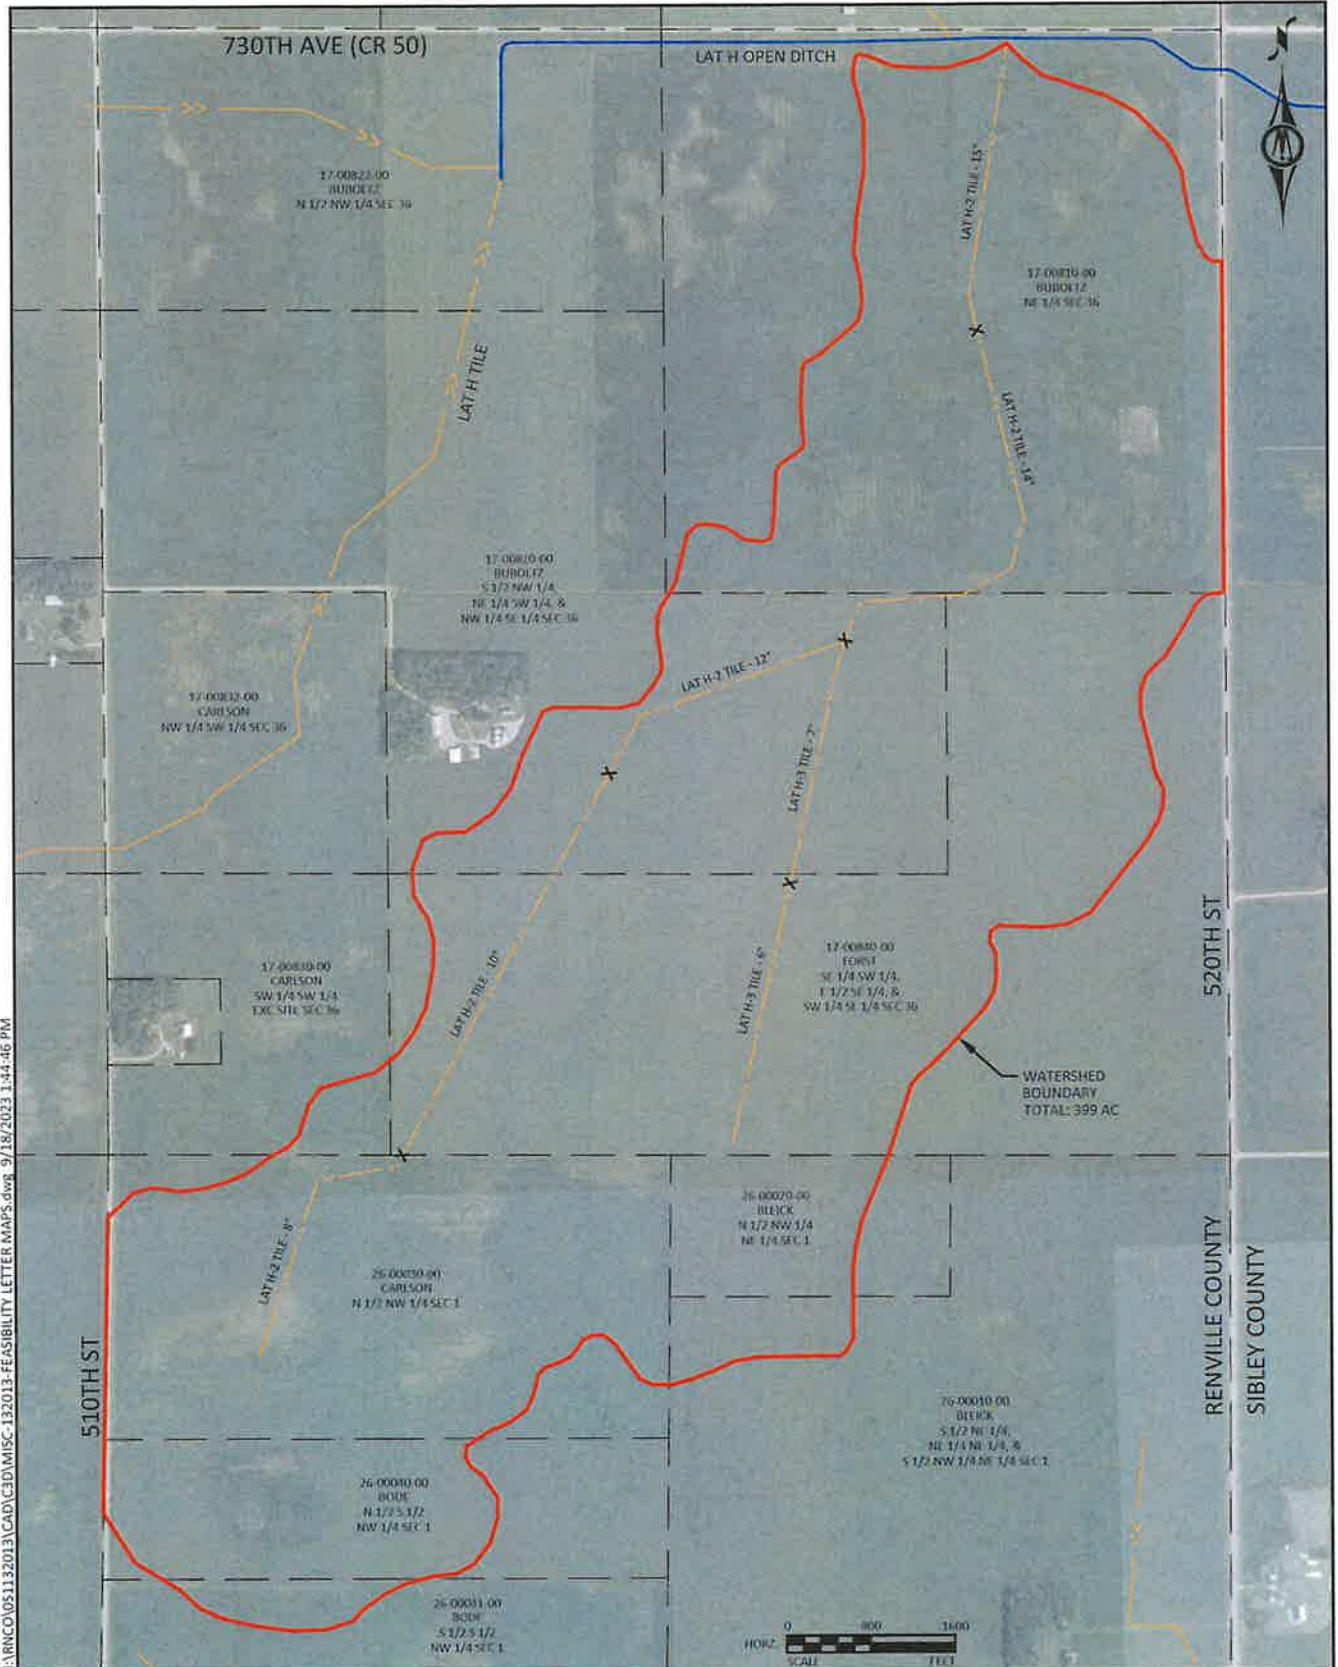 730TH AVE (CR 50)
LAT H OPEN DITCH
N
17-00822-00
BUBOLTZ
N 1/2 NW 1/4 SEC 36
LAT H-2 TILE - 15"
17-00810-00
BUBOLTZ
NE 1/4 SEC 36
LAT H TILE
LAT H-2 TILE - 14"
17-00820-00
BUBOLTZ
S 1/2 NW 1/4,
NE 1/4 SW 1/4, &
NW 1/4 SE 1/4 SEC 36
LAT H-2 TILE - 12"
17-00832-00
CARLSON
NW 1/4 SW 1/4 SEC 36
LAT H-3 TILE - 7"
520TH ST
17-00840-00
FORST
SE 1/4 SW 1/4,
E 1/2 SE 1/4, &
SW 1/4 SE 1/4 SEC 36
17-00830-00
CARLSON
SW 1/4 SW 1/4
EXC SITE SEC 36
LAT H-2 TILE - 10"
LAT H-3 TILE - 6"
WATERSHED
BOUNDARY
TOTAL: 399 AC
26-00020-00
BLEICK
N 1/2 NW 1/4
NE 1/4 SEC 1
LAT H-2 TILE - 8"
26-00030-00
CARLSON
N 1/2 NW 1/4 SEC 1
RENVILLE COUNTY
SIBLEY COUNTY
510TH ST
26-00010-00
BLEICK
S 1/2 NE 1/4,
NE 1/4 NE 1/4, &
S 1/2 NW 1/4 NE 1/4 SEC 1
26-00040-00
BODE
N 1/2 S 1/2
NW 1/4 SEC 1
26-00031-00
BODE
S 1/2 S 1/2
NW 1/4 SEC 1
0 800 1600
HORZ.
SCALE FEET
:\RNCO\051132013\CAD\C3D\MISC-132013-FEASIBILITY LETTER MAPS.dwg 9/18/2023 1:44:46 PM